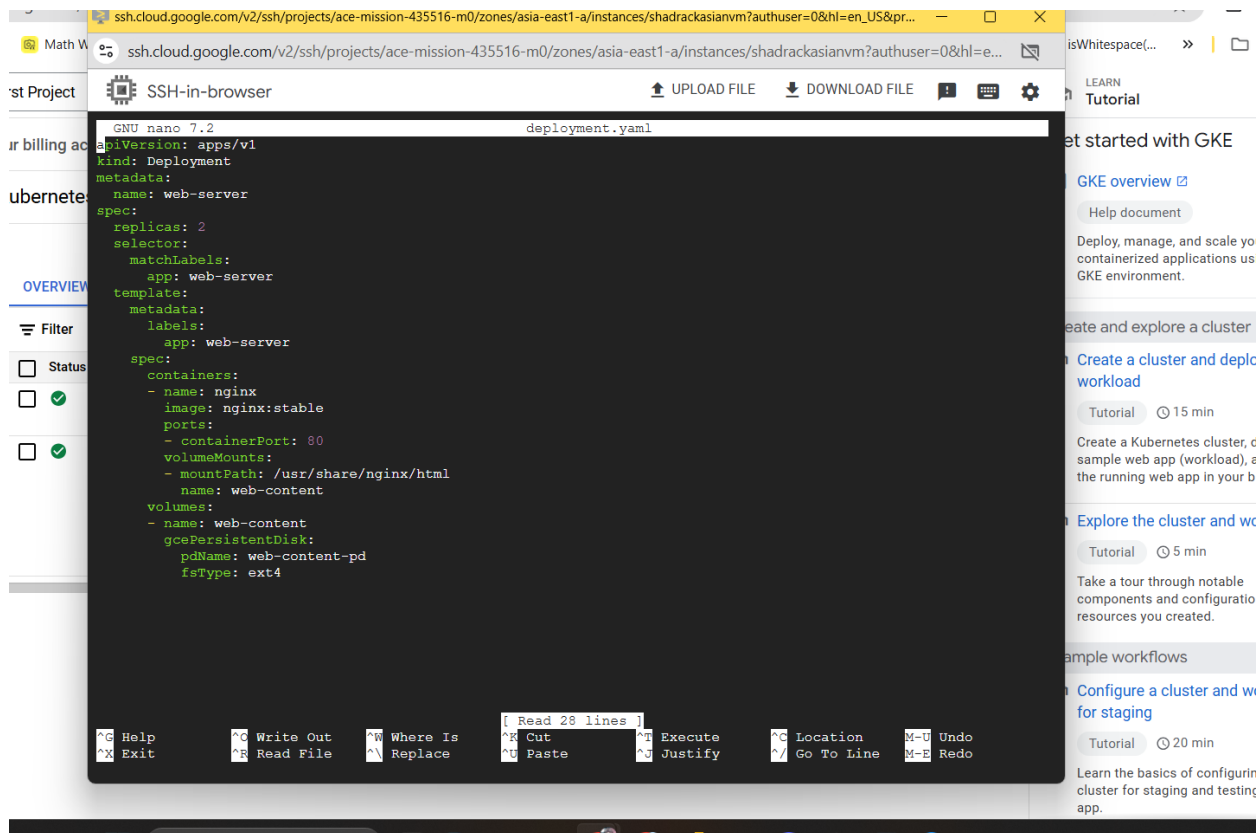 ssh.cloud.google.com/v2/ssh/projects/ace-mission-435516-m0/zones/asia-east1-a/instances/shadrackasianvm?authuser=0&hl=en_US&pr...
Math W
ssh.cloud.google.com/v2/ssh/projects/ace-mission-435516-m0/zones/asia-east1-a/instances/shadrackasianvm?authuser=0&hl=e...
isWhitespace(...
rst Project
SSH-in-browser
UPLOAD FILE
DOWNLOAD FILE
LEARN
Tutorial
ur billing ac
ubernetes
OVERVIEW
Filter
Status
GNU nano 7.2 deployment.yaml
apiVersion: apps/v1
kind: Deployment
metadata:
name: web-server
spec:
replicas: 2
selector:
matchLabels:
app: web-server
template:
metadata:
labels:
app: web-server
spec:
containers:
- name: nginx
image: nginx:stable
ports:
- containerPort: 80
volumeMounts:
- mountPath: /usr/share/nginx/html
name: web-content
volumes:
- name: web-content
gcePersistentDisk:
pdName: web-content-pd
fsType: ext4
[ Read 28 lines ]
^G Help ^O Write Out ^W Where Is ^K Cut ^T Execute ^C Location M-U Undo
^X Exit ^R Read File ^\ Replace ^U Paste ^J Justify ^/ Go To Line M-E Redo
et started with GKE
GKE overview
Help document
Deploy, manage, and scale yo
containerized applications us
GKE environment.
eate and explore a cluster
Create a cluster and deplo
workload
Tutorial 15 min
Create a Kubernetes cluster, d
sample web app (workload), a
the running web app in your b
Explore the cluster and wo
Tutorial 5 min
Take a tour through notable
components and configuratio
resources you created.
ample workflows
Configure a cluster and wo
for staging
Tutorial 20 min
Learn the basics of configurin
cluster for staging and testing
app.